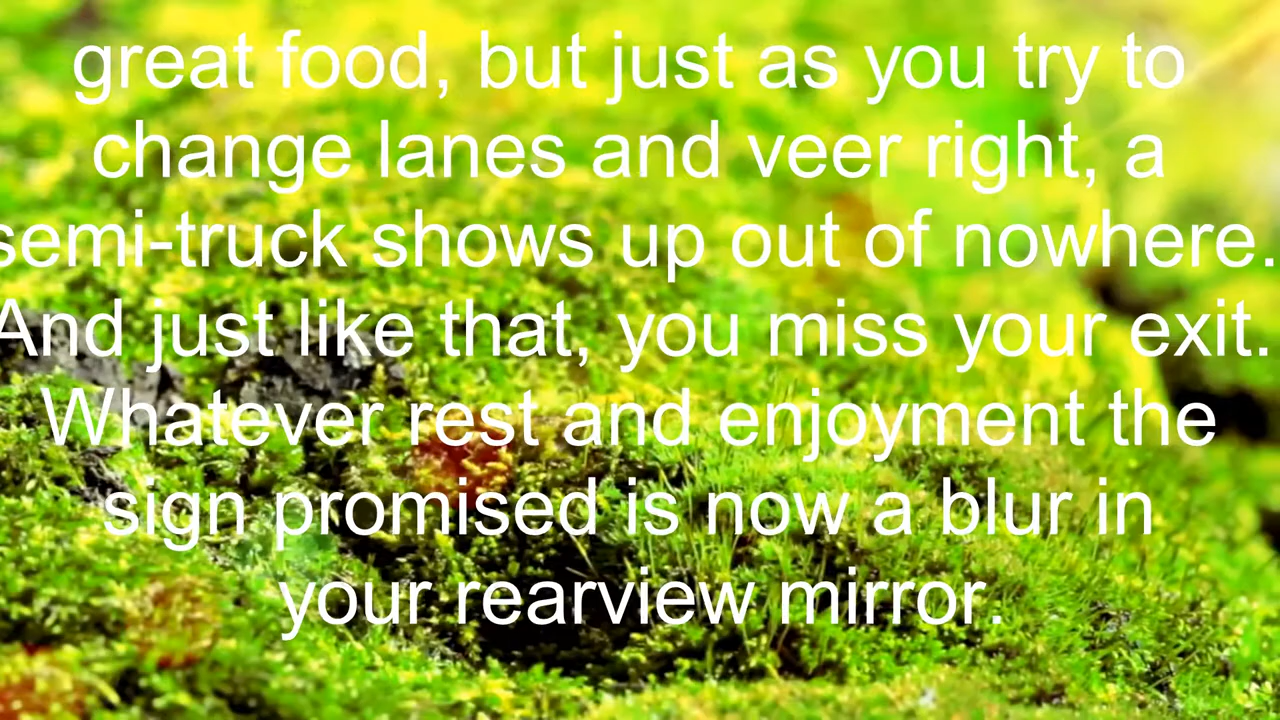 great food, but just as you try to
change lanes and veer right, a
semi-truck shows up out of nowhere.
And just like that, you miss your exit.
Whatever rest and enjoyment the
sign promised is now a blur in
your rearview mirror.